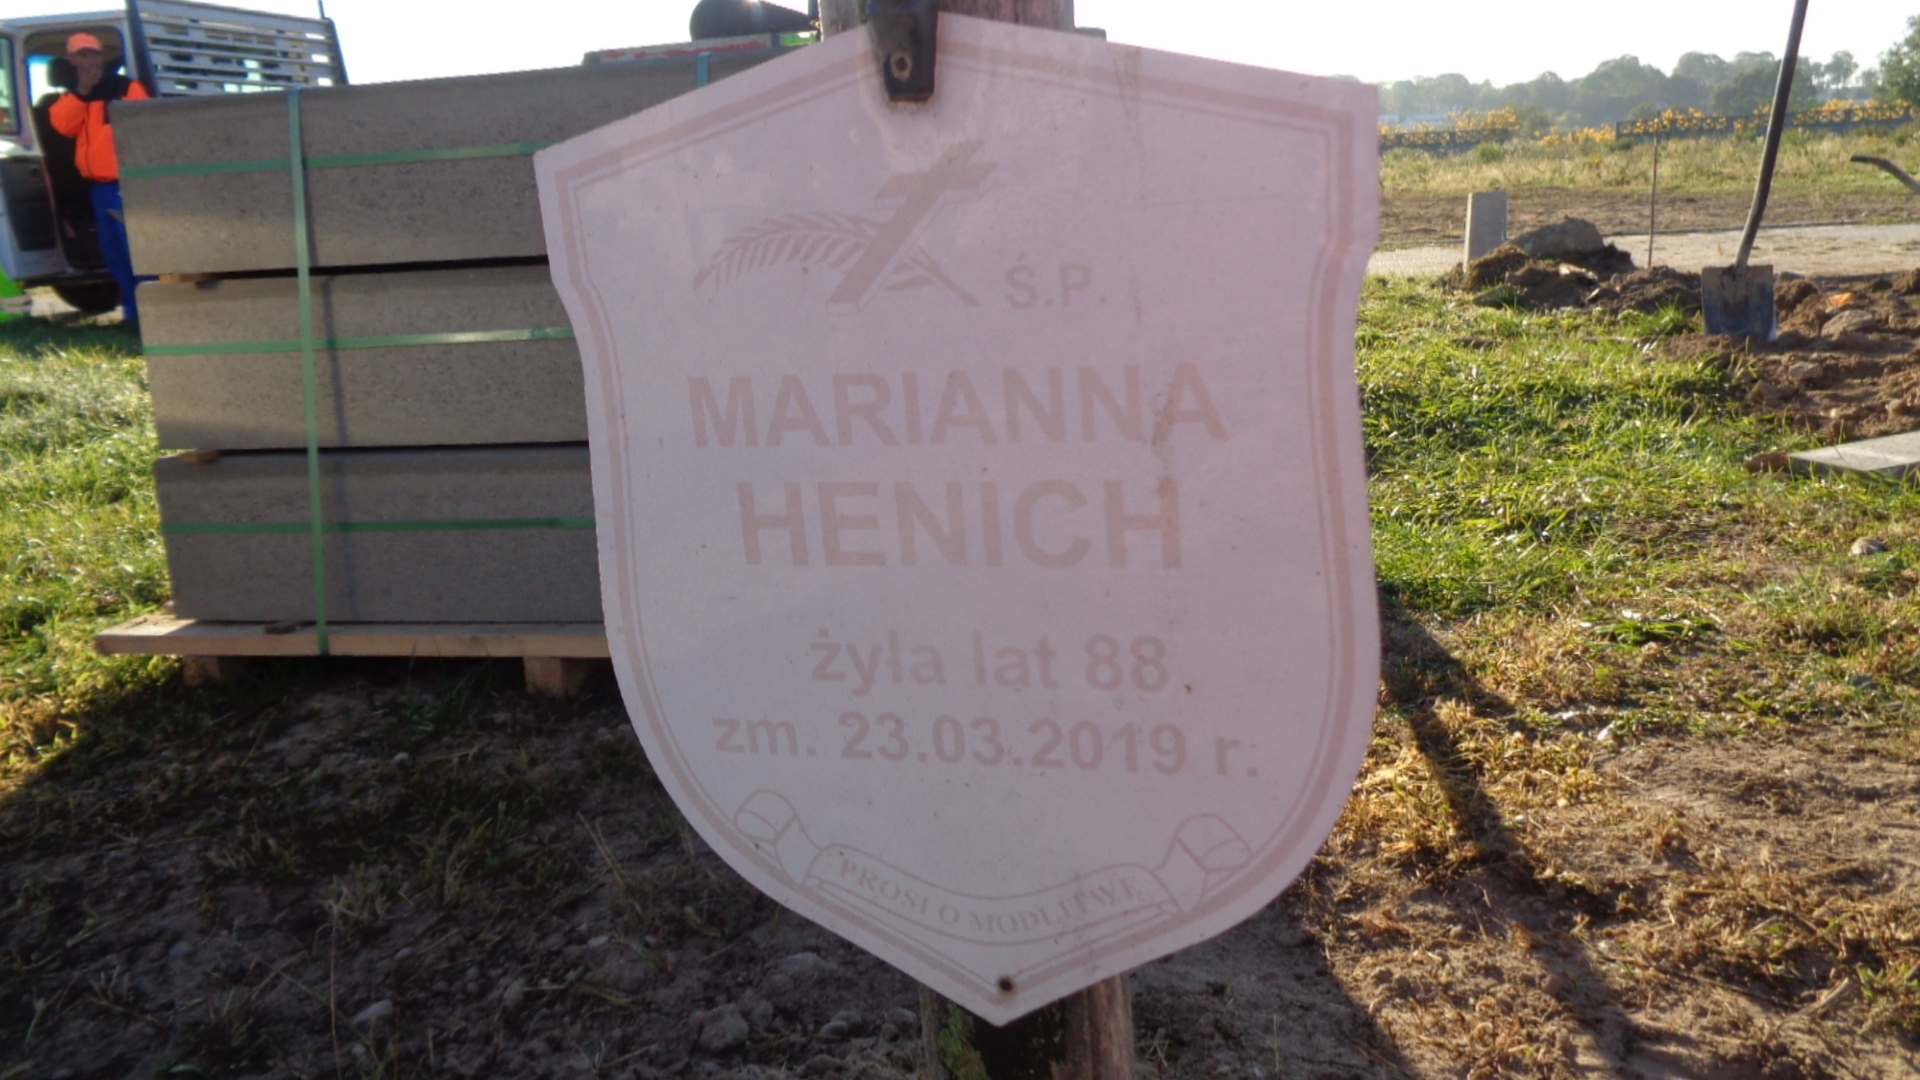 Ś.P.
MARIANNA
HENICH
żyła lat 88
zm. 23.03.2019 r.
PROSI O MODLITWĘ